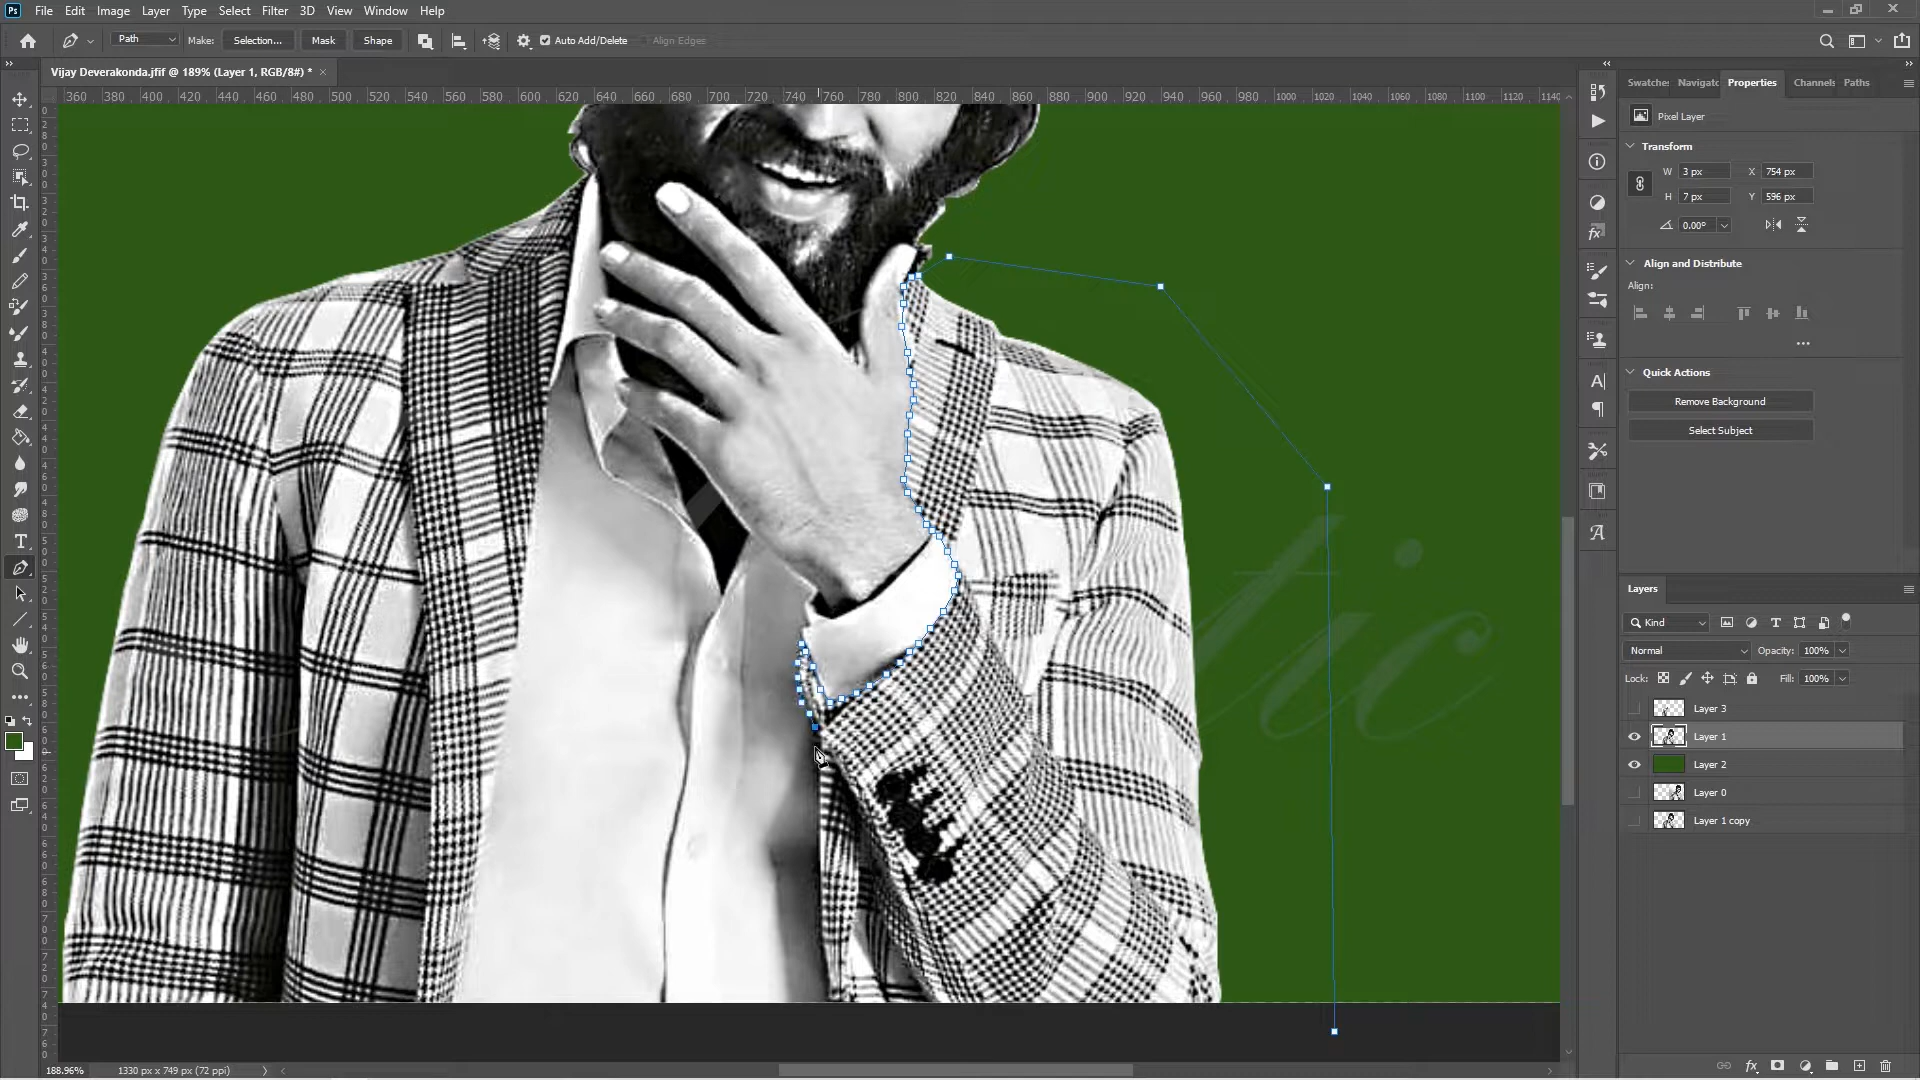 Ps File Edit Image Layer Type Select Filter 3D View Window Help
Path Make: Selection... Mask Shape Auto Add/Delete Align Edges
Vijay Deverakonda.jfif @ 189% (Layer 1, RGB/8#) * ×
360 380 400 420 440 460 480 500 520 540 560 580 600 620 640 660 680 700 720 740 760 780 800 820 840 860 880 900 920 940 960 980 1000 1020 1040 1060 1080 1100 1120 1140
Swatches Navigato Properties Channels Paths
Pixel Layer
Transform
W 3 px X 754 px
H 7 px Y 596 px
0.00°
Align and Distribute
Align:
Quick Actions
Remove Background
Select Subject
tic
Layers
Kind
Normal Opacity: 100%
Lock: Fill: 100%
Layer 3
Layer 1
Layer 2
Layer 0
Layer 1 copy
188.96% 1330 px x 749 px (72 ppi)